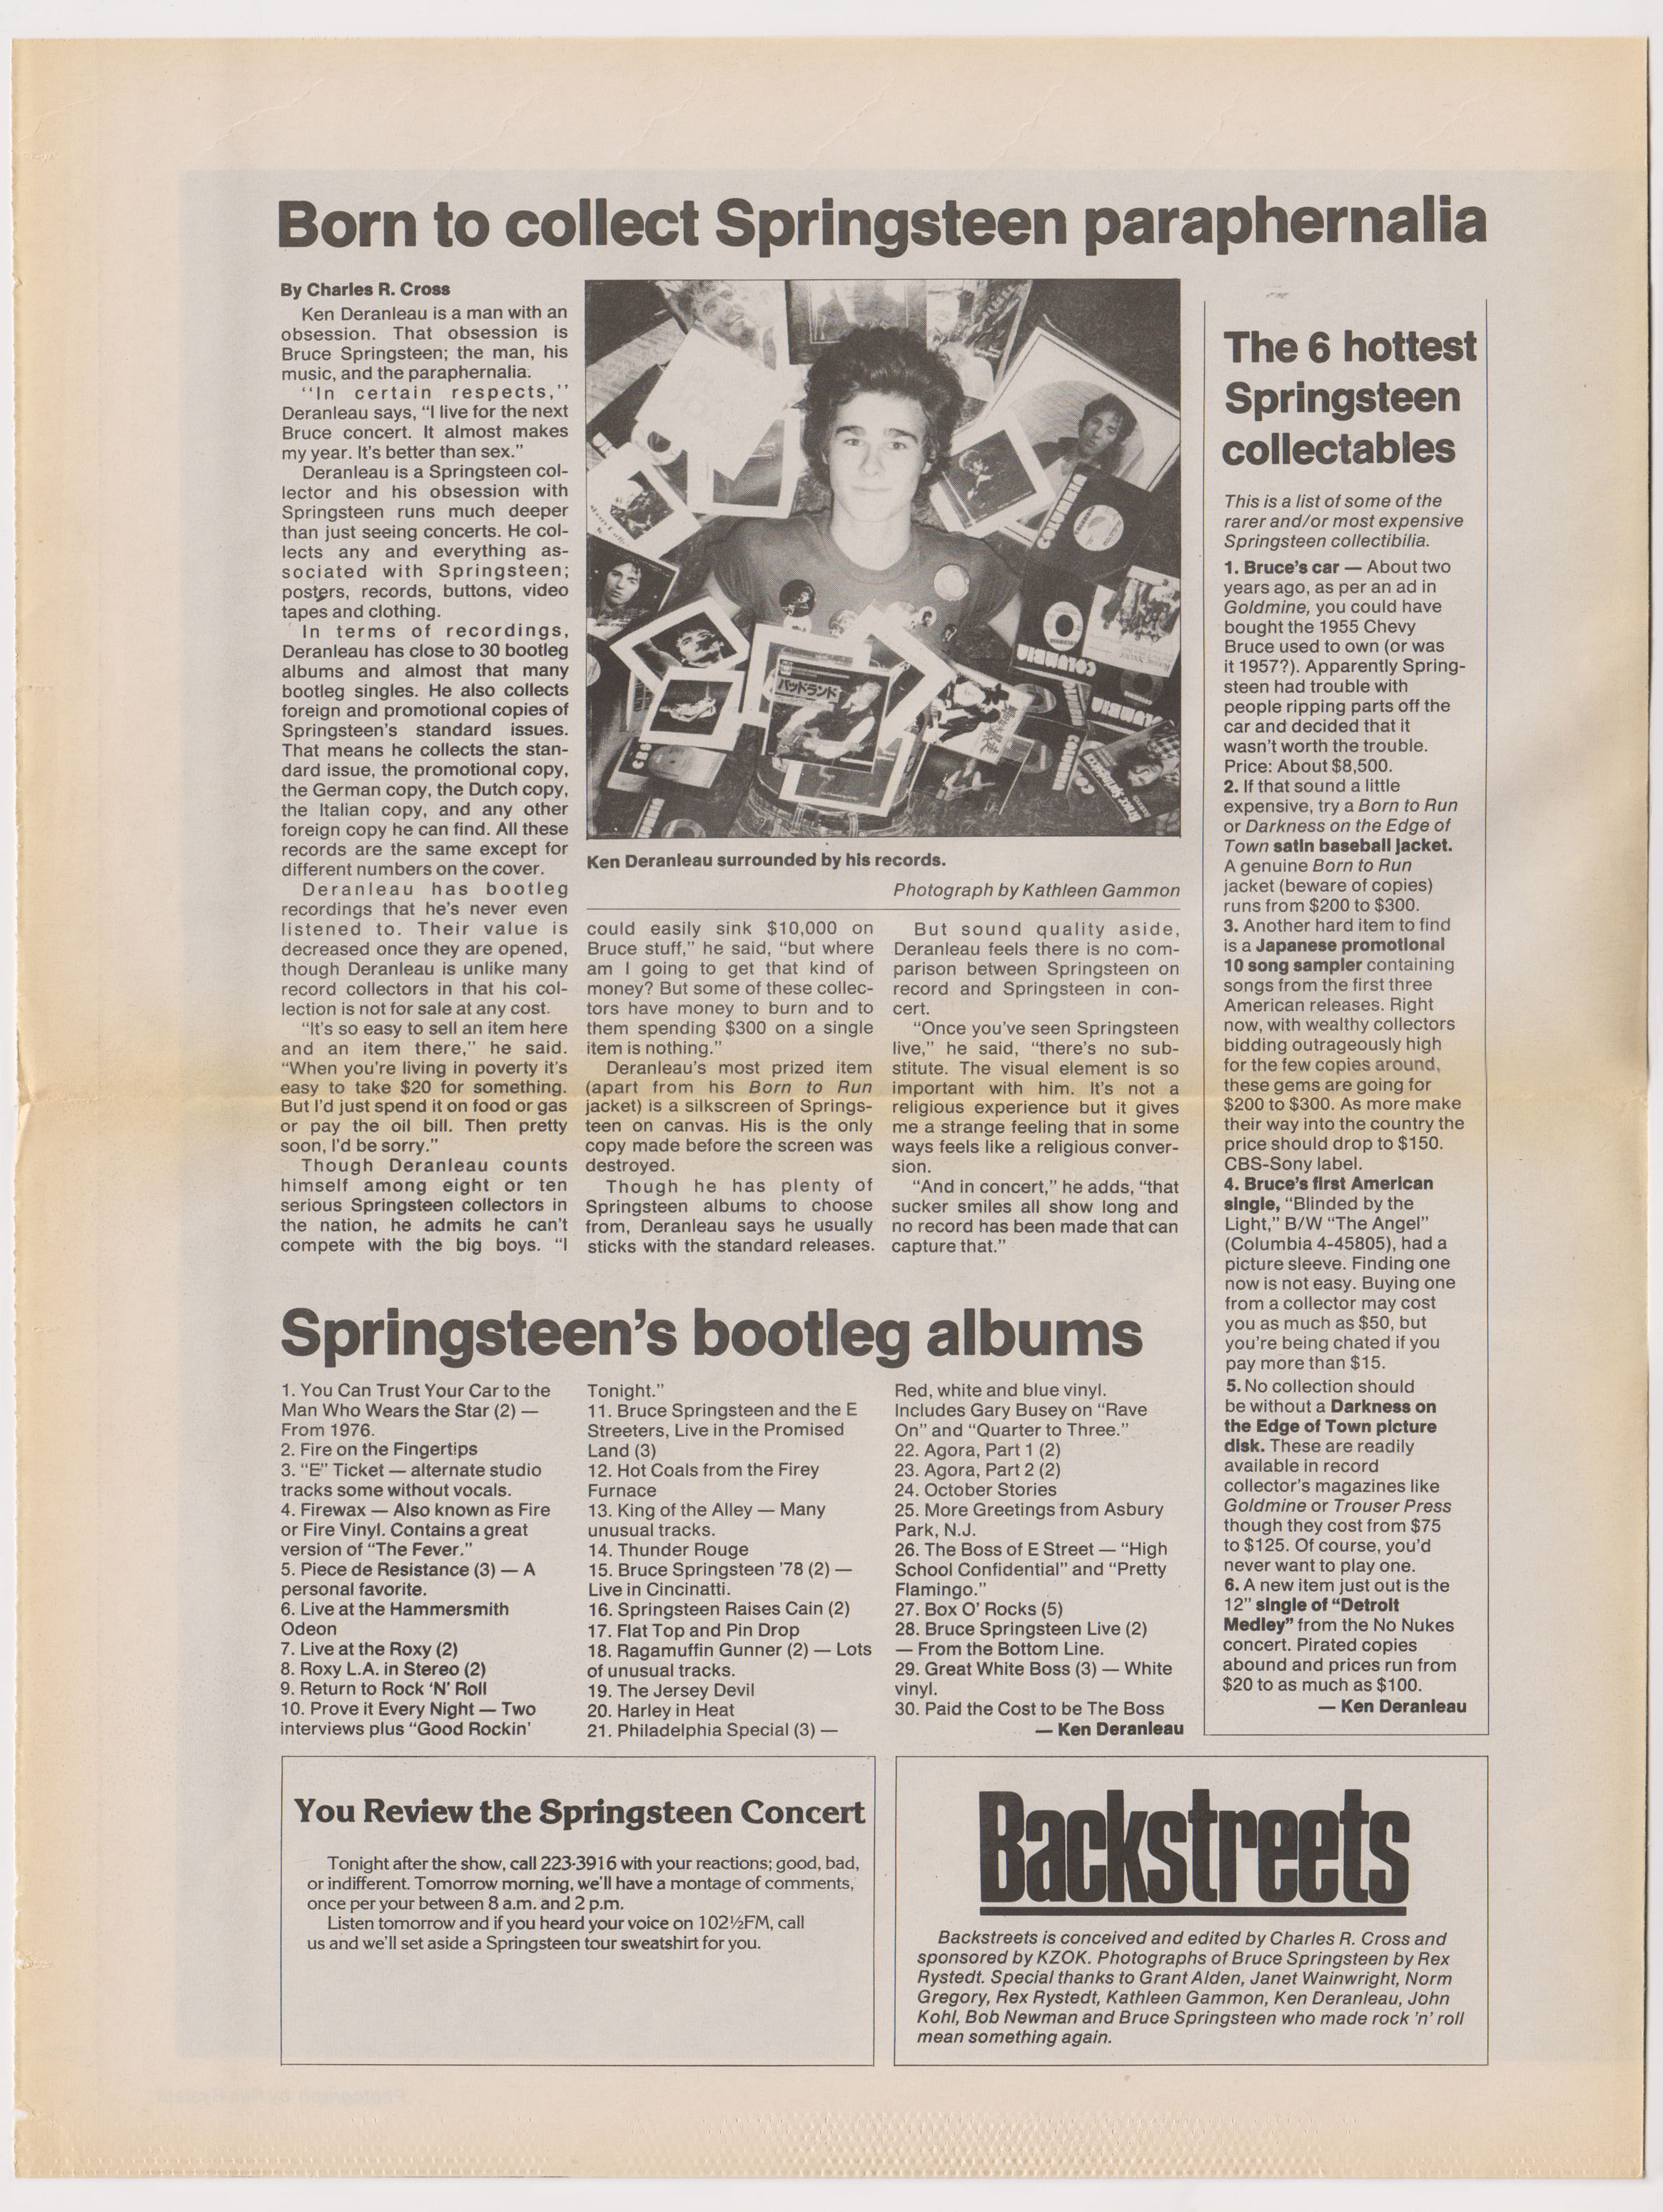 Born to collect Springsteen paraphernalia
By Charles R. Cross
Ken Deranleau is a man with an
obsession. That obsession is
Bruce Springsteen; the man, his
music, and the paraphernalia.
''In certain respects,''
Deranleau says, “I live for the next
Bruce concert. It almost makes
my year. It’s better than sex.”
Deranleau is a Springsteen col-
lector and his obsession with
Springsteen runs much deeper
than just seeing concerts. He col-
lects any and everything as-
sociated with Springsteen;
posters, records, buttons, video
tapes and clothing.
In terms of recordings,
Deranleau has close to 30 bootleg
albums and almost that many
bootleg singles. He also collects
foreign and promotional copies of
Springsteen’s standard issues.
That means he collects the stan-
dard issue, the promotional copy,
the German copy, the Dutch copy,
the Italian copy, and any other
foreign copy he can find. All these
records are the same except for
different numbers on the cover.
Deranleau has bootleg
recordings that he’s never even
listened to. Their value is
decreased once they are opened,
though Deranleau is unlike many
record collectors in that his col-
lection is not for sale at any cost.
“It’s so easy to sell an item here
and an item there,” he said.
“When you’re living in poverty it’s
easy to take $20 for something.
But I’d just spend it on food or gas
or pay the oil bill. Then pretty
soon, I’d be sorry.”
Though Deranleau counts
himself among eight or ten
serious Springsteen collectors in
the nation, he admits he can’t
compete with the big boys. “I
COLUMBIA
COLUMBIA
バッドランド
Ken Deranleau surrounded by his records.
Photograph by Kathleen Gammon
could easily sink $10,000 on
Bruce stuff,” he said, “but where
am I going to get that kind of
money? But some of these collec-
tors have money to burn and to
them spending $300 on a single
item is nothing.”
Deranleau’s most prized item
(apart from his Born to Run
jacket) is a silkscreen of Springs-
teen on canvas. His is the only
copy made before the screen was
destroyed.
Though he has plenty of
Springsteen albums to choose
from, Deranleau says he usually
sticks with the standard releases.
But sound quality aside,
Deranleau feels there is no com-
parison between Springsteen on
record and Springsteen in con-
cert.
“Once you’ve seen Springsteen
live,” he said, “there’s no sub-
stitute. The visual element is so
important with him. It’s not a
religious experience but it gives
me a strange feeling that in some
ways feels like a religious conver-
sion.
“And in concert,” he adds, “that
sucker smiles all show long and
no record has been made that can
capture that.”
The 6 hottest
Springsteen
collectables
This is a list of some of the
rarer and/or most expensive
Springsteen collectibilia.
1. Bruce’s car — About two
years ago, as per an ad in
Goldmine, you could have
bought the 1955 Chevy
Bruce used to own (or was
it 1957?). Apparently Spring-
steen had trouble with
people ripping parts off the
car and decided that it
wasn’t worth the trouble.
Price: About $8,500.
2. If that sound a little
expensive, try a Born to Run
or Darkness on the Edge of
Town satin baseball jacket.
A genuine Born to Run
jacket (beware of copies)
runs from $200 to $300.
3. Another hard item to find
is a Japanese promotional
10 song sampler containing
songs from the first three
American releases. Right
now, with wealthy collectors
bidding outrageously high
for the few copies around,
these gems are going for
$200 to $300. As more make
their way into the country the
price should drop to $150.
CBS-Sony label.
4. Bruce’s first American
single, “Blinded by the
Light,” B/W “The Angel”
(Columbia 4-45805), had a
picture sleeve. Finding one
now is not easy. Buying one
from a collector may cost
you as much as $50, but
you’re being chated if you
pay more than $15.
5. No collection should
be without a Darkness on
the Edge of Town picture
disk. These are readily
available in record
collector’s magazines like
Goldmine or Trouser Press
though they cost from $75
to $125. Of course, you’d
never want to play one.
6. A new item just out is the
12” single of “Detroit
Medley” from the No Nukes
concert. Pirated copies
abound and prices run from
$20 to as much as $100.
— Ken Deranleau
Springsteen’s bootleg albums
1. You Can Trust Your Car to the
Man Who Wears the Star (2) —
From 1976.
2. Fire on the Fingertips
3. “E” Ticket — alternate studio
tracks some without vocals.
4. Firewax — Also known as Fire
or Fire Vinyl. Contains a great
version of “The Fever.”
5. Piece de Resistance (3) — A
personal favorite.
6. Live at the Hammersmith
Odeon
7. Live at the Roxy (2)
8. Roxy L.A. in Stereo (2)
9. Return to Rock ‘N’ Roll
10. Prove it Every Night — Two
interviews plus “Good Rockin’
Tonight.”
11. Bruce Springsteen and the E
Streeters, Live in the Promised
Land (3)
12. Hot Coals from the Firey
Furnace
13. King of the Alley — Many
unusual tracks.
14. Thunder Rouge
15. Bruce Springsteen ’78 (2) —
Live in Cincinatti.
16. Springsteen Raises Cain (2)
17. Flat Top and Pin Drop
18. Ragamuffin Gunner (2) — Lots
of unusual tracks.
19. The Jersey Devil
20. Harley in Heat
21. Philadelphia Special (3) —
Red, white and blue vinyl.
Includes Gary Busey on “Rave
On” and “Quarter to Three.”
22. Agora, Part 1 (2)
23. Agora, Part 2 (2)
24. October Stories
25. More Greetings from Asbury
Park, N.J.
26. The Boss of E Street — “High
School Confidential” and “Pretty
Flamingo.”
27. Box O’ Rocks (5)
28. Bruce Springsteen Live (2)
— From the Bottom Line.
29. Great White Boss (3) — White
vinyl.
30. Paid the Cost to be The Boss
— Ken Deranleau
You Review the Springsteen Concert
Tonight after the show, call 223-3916 with your reactions; good, bad,
or indifferent. Tomorrow morning, we’ll have a montage of comments,
once per your between 8 a.m. and 2 p.m.
Listen tomorrow and if you heard your voice on 102½FM, call
us and we’ll set aside a Springsteen tour sweatshirt for you.
Backstreets
Backstreets is conceived and edited by Charles R. Cross and
sponsored by KZOK. Photographs of Bruce Springsteen by Rex
Rystedt. Special thanks to Grant Alden, Janet Wainwright, Norm
Gregory, Rex Rystedt, Kathleen Gammon, Ken Deranleau, John
Kohl, Bob Newman and Bruce Springsteen who made rock ’n’ roll
mean something again.